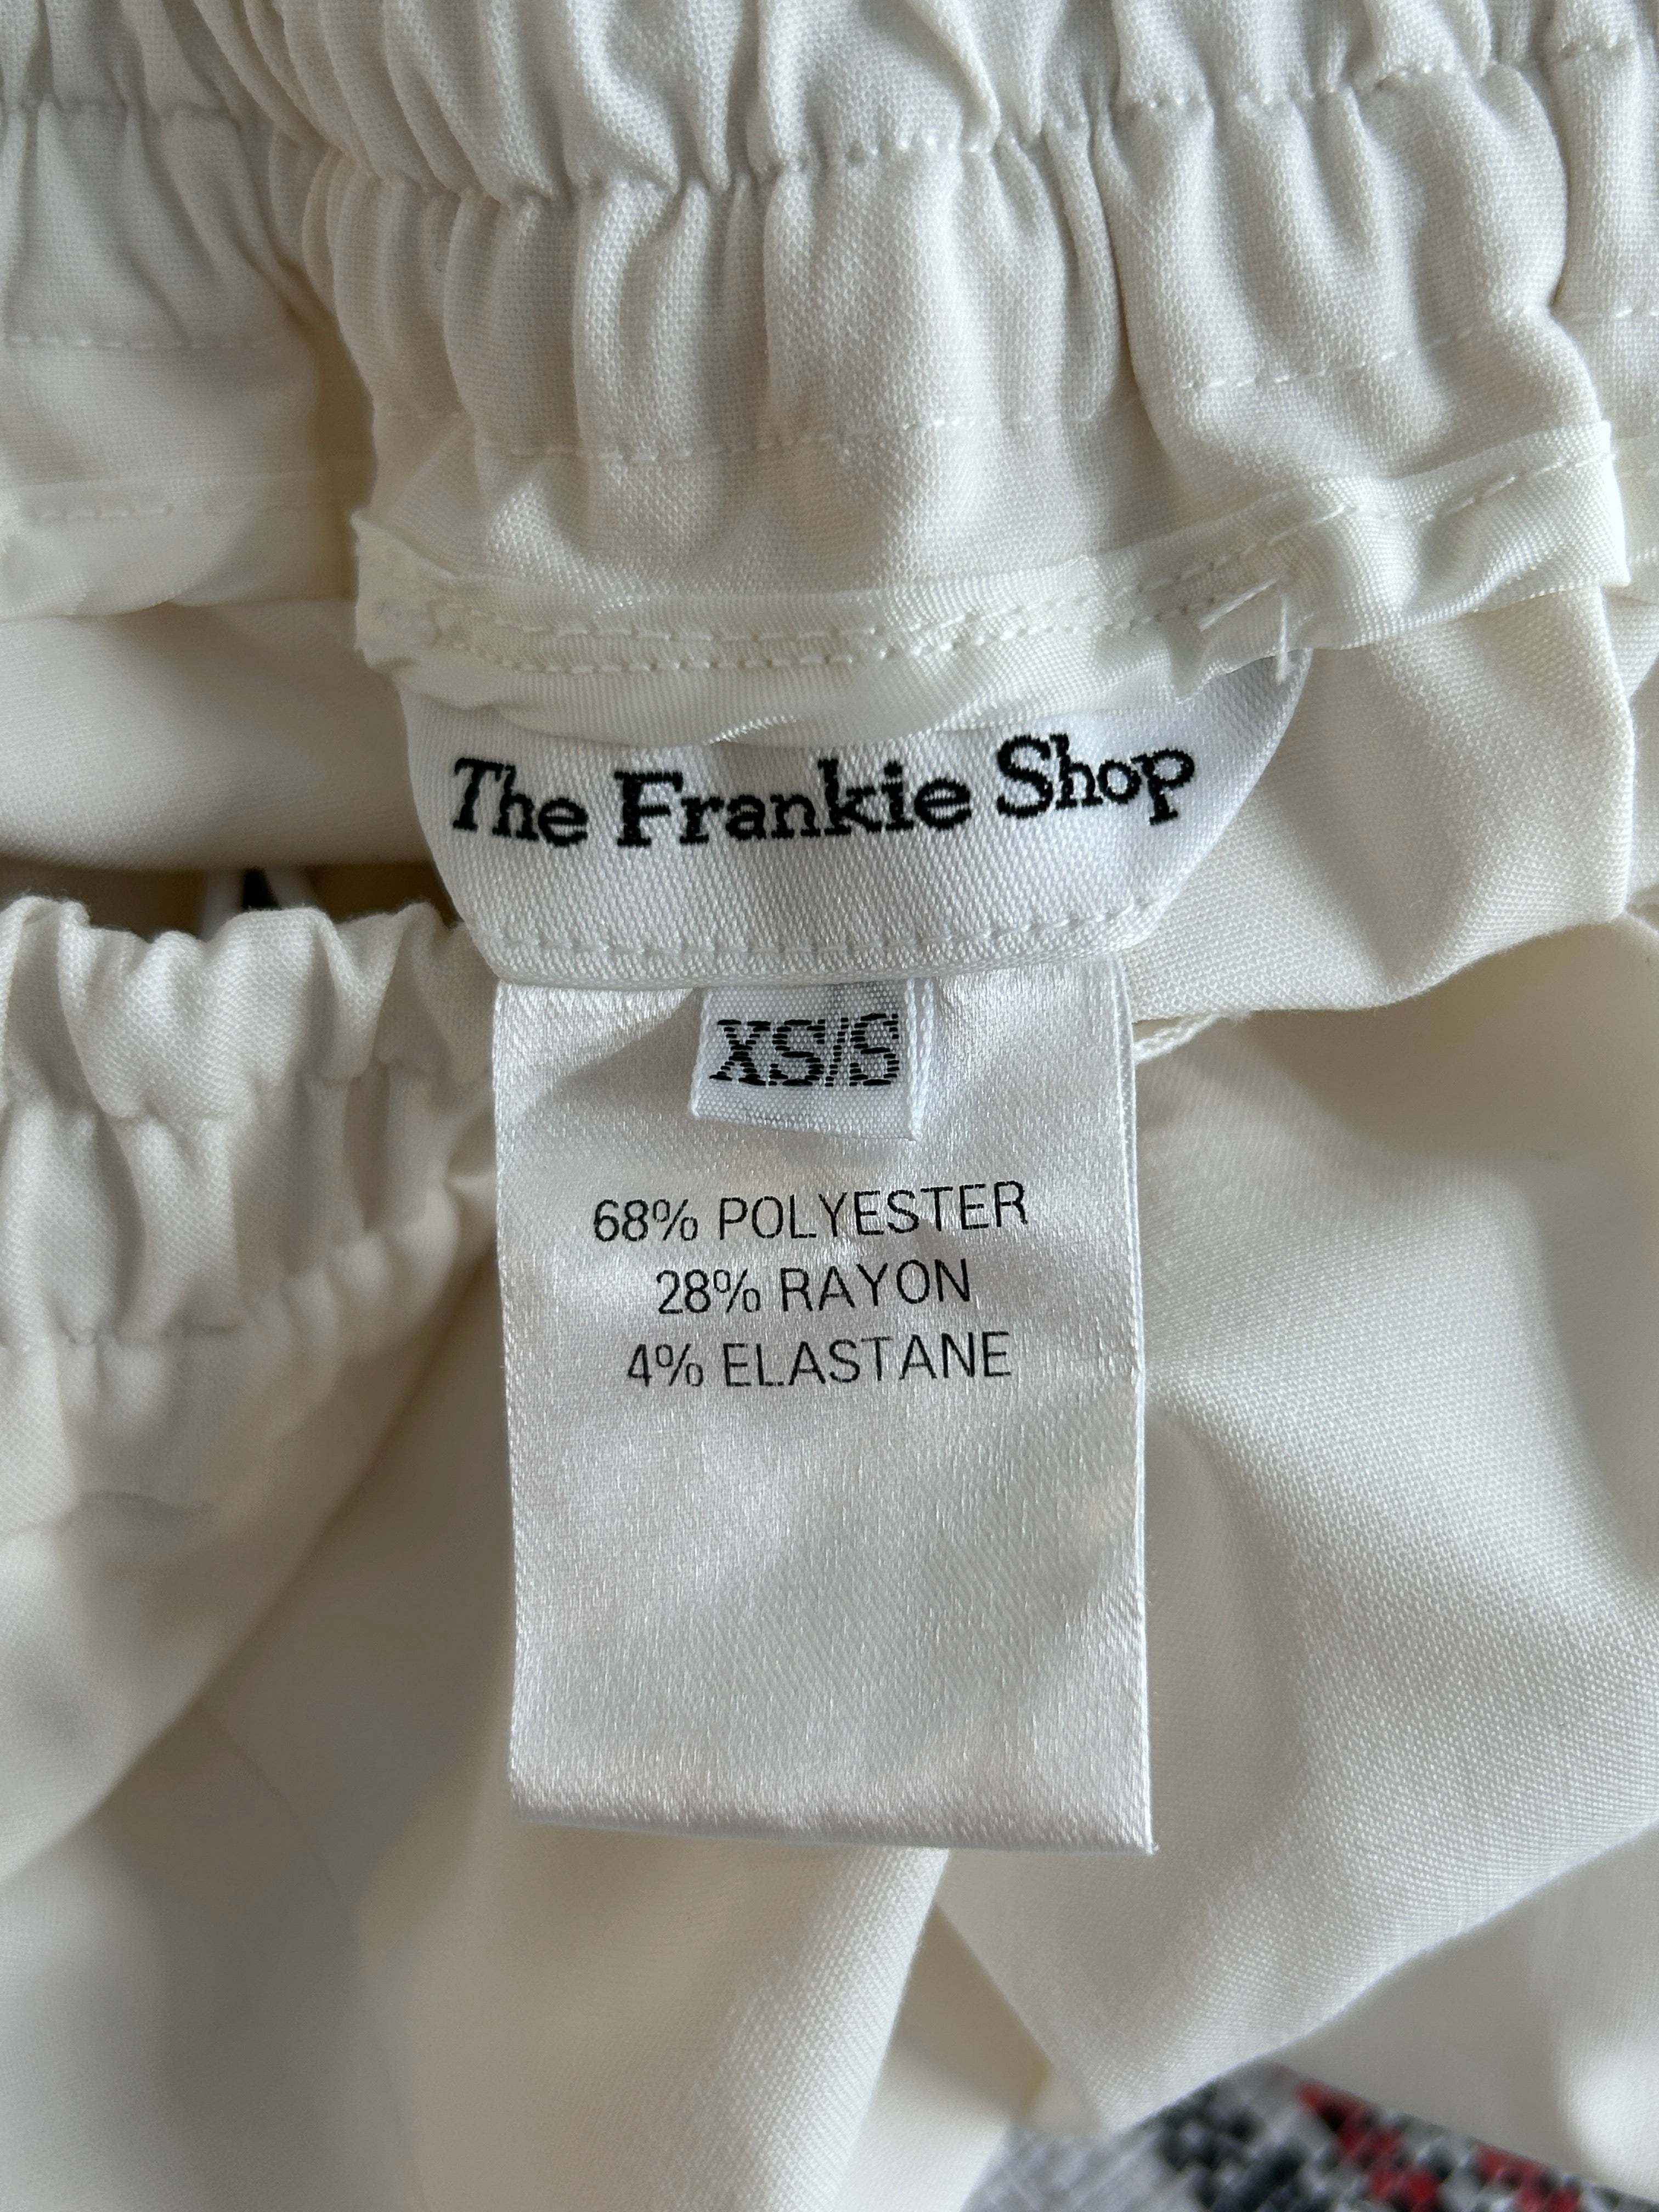 The Frankie Shop
XS/S
68% POLYESTER
28% RAYON
4% ELASTANE